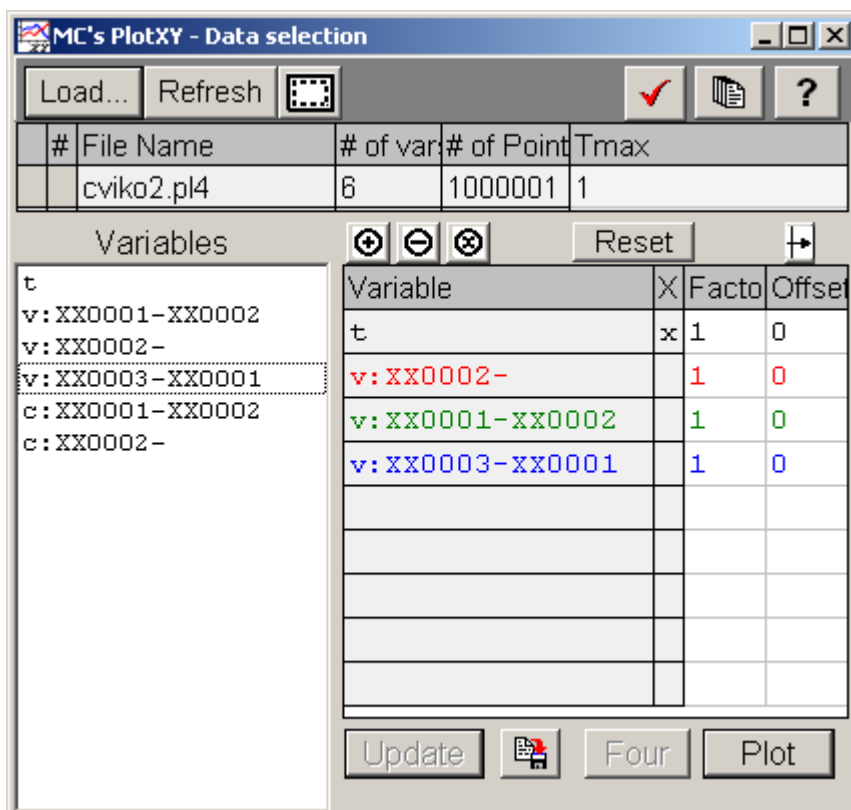 MC's PlotXY - Data selection
Load... Refresh ?
# File Name # of var: # of Point Tmax
cviko2.pl4 6 1000001 1
Variables Reset
t
v:XX0001-XX0002
v:XX0002-
v:XX0003-XX0001
c:XX0001-XX0002
c:XX0002-
Variable X Facto Offset
t x 1 0
v:XX0002- 1 0
v:XX0001-XX0002 1 0
v:XX0003-XX0001 1 0
Update Four Plot